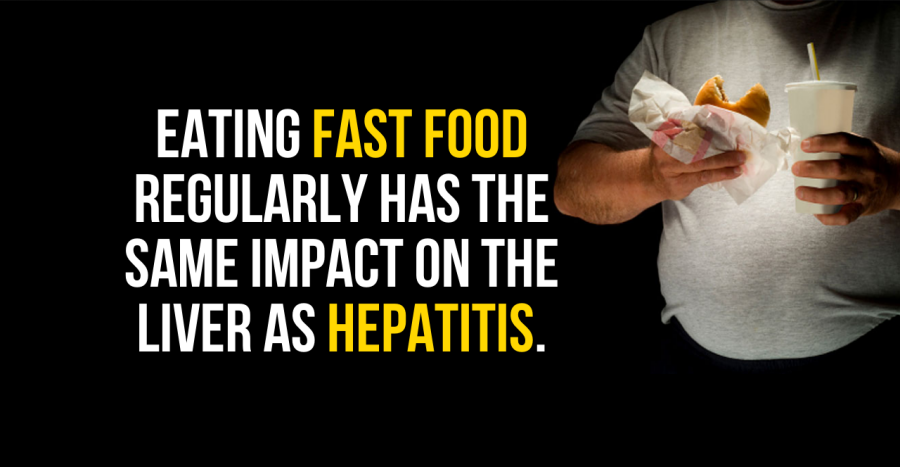 EATING FAST FOOD
REGULARLY HAS THE
SAME IMPACT ON THE
LIVER AS HEPATITIS.